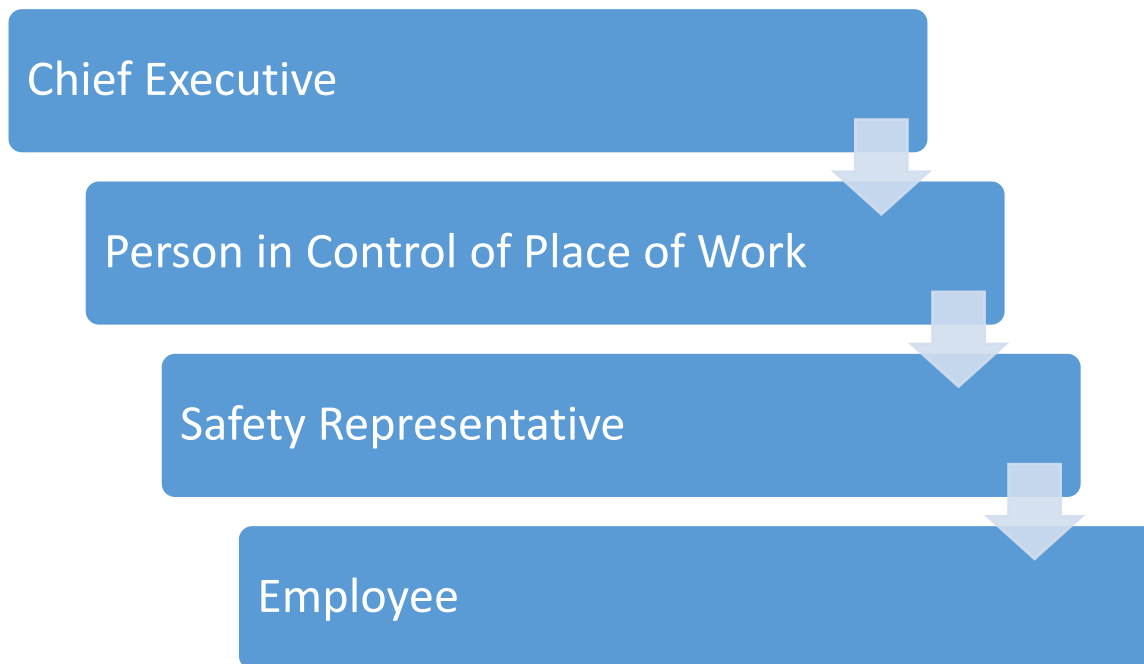 Chief Executive
Person in Control of Place of Work
Safety Representative
Employee